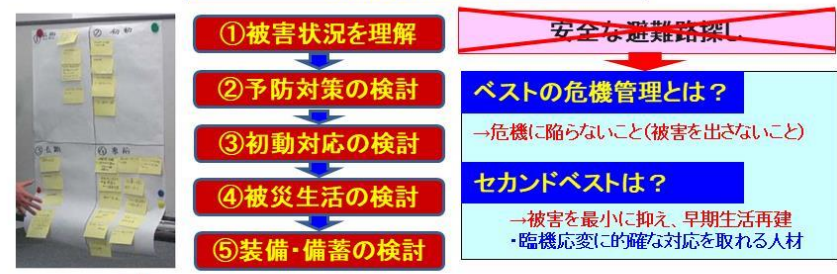 ①被害状況を理解
②予防対策の検討
③初動対応の検討
④被災生活の検討
⑤装備・備蓄の検討
安全な避難路探し
ベストの危機管理とは？
→危機に陥らないこと(被害を出さないこと)
セカンドベストは？
→被害を最小に抑え、早期生活再建
・臨機応変に的確な対応を取れる人材